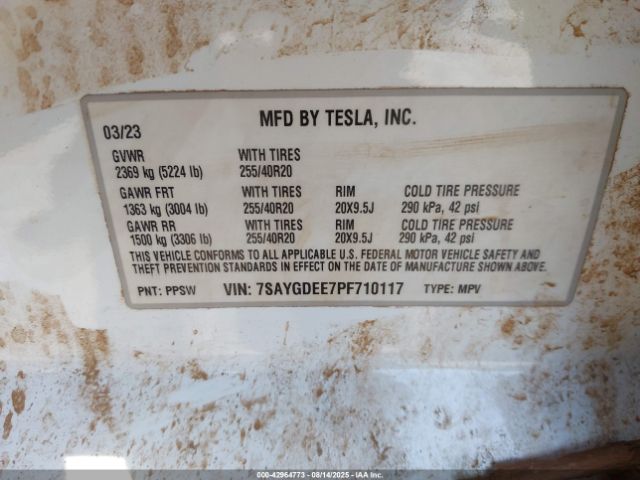 MFD BY TESLA, INC.
03/23
GVWR WITH TIRES
2369 kg (5224 lb) 255/40R20
GAWR FRT WITH TIRES RIM COLD TIRE PRESSURE
1363 kg (3004 lb) 255/40R20 20X9.5J 290 kPa, 42 psi
GAWR RR WITH TIRES RIM COLD TIRE PRESSURE
1500 kg (3306 lb) 255/40R20 20X9.5J 290 kPa, 42 psi
THIS VEHICLE CONFORMS TO ALL APPLICABLE U.S. FEDERAL MOTOR VEHICLE SAFETY AND
THEFT PREVENTION STANDARDS IN EFFECT ON THE DATE OF MANUFACTURE SHOWN ABOVE.
PNT: PPSW VIN: 7SAYGDEE7PF710117 TYPE: MPV
000-42964773 - 08/14/2025 - IAAI.COM